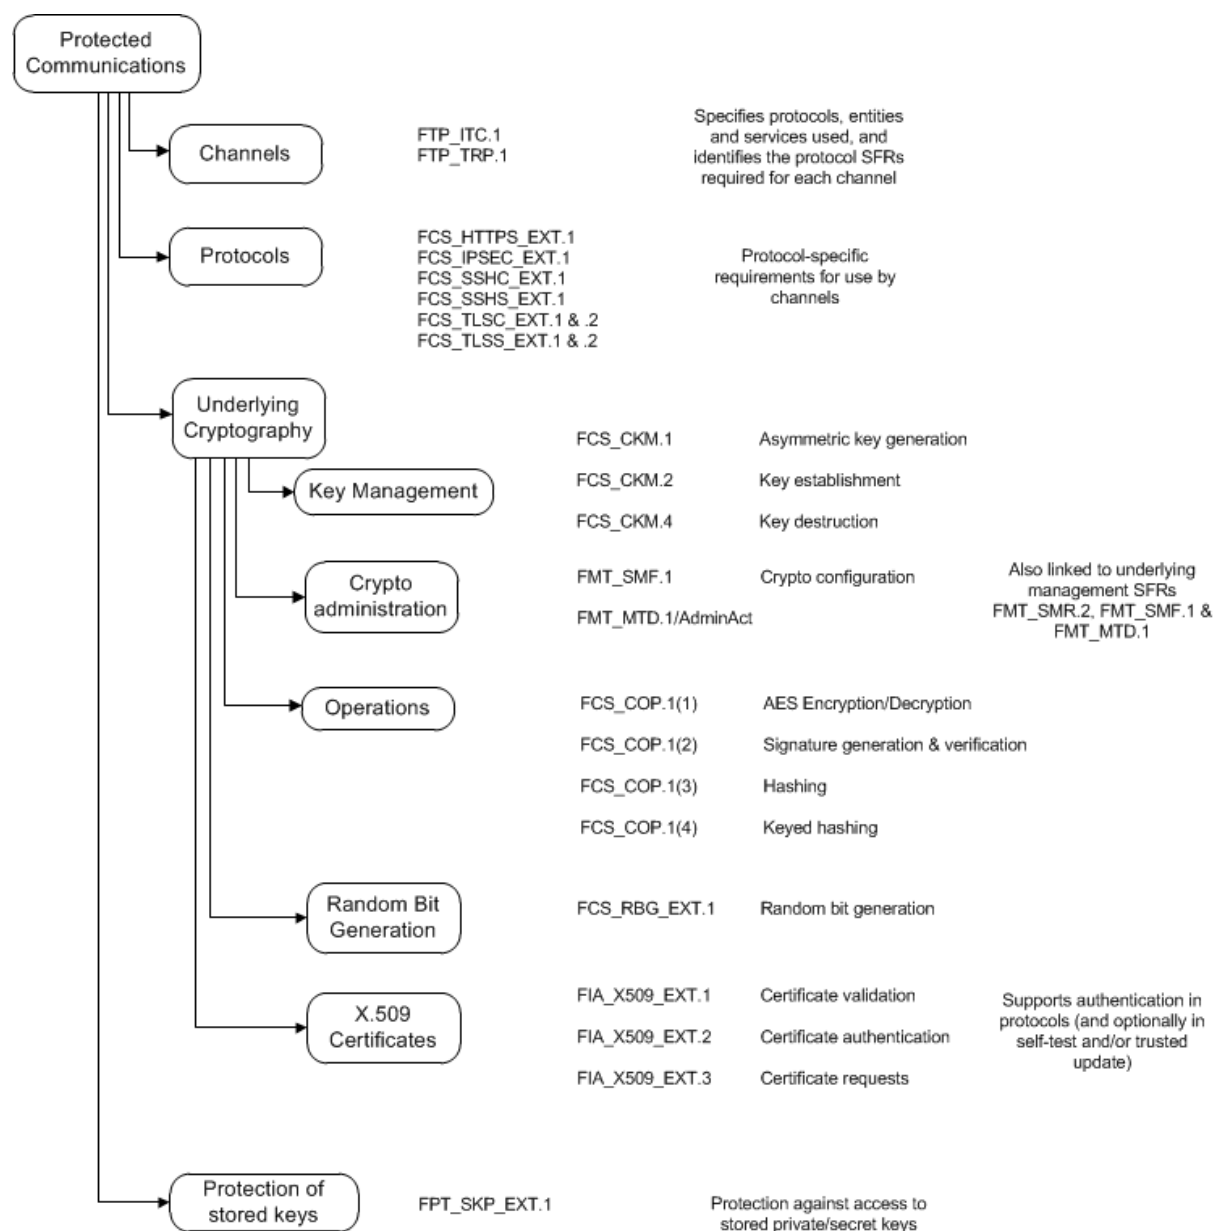 Protected
Communications
Channels
FTP_ITC.1
FTP_TRP.1
Specifies protocols, entities
and services used, and
identifies the protocol SFRs
required for each channel
Protocols
FCS_HTTPS_EXT.1
FCS_IPSEC_EXT.1
FCS_SSHC_EXT.1
FCS_SSHS_EXT.1
FCS_TLSC_EXT.1 & .2
FCS_TLSS_EXT.1 & .2
Protocol-specific
requirements for use by
channels
Underlying
Cryptography
Key Management
FCS_CKM.1 Asymmetric key generation
FCS_CKM.2 Key establishment
FCS_CKM.4 Key destruction
Crypto
administration
FMT_SMF.1 Crypto configuration
FMT_MTD.1/AdminAct
Also linked to underlying
management SFRs
FMT_SMR.2, FMT_SMF.1 &
FMT_MTD.1
Operations
FCS_COP.1(1) AES Encryption/Decryption
FCS_COP.1(2) Signature generation & verification
FCS_COP.1(3) Hashing
FCS_COP.1(4) Keyed hashing
Random Bit
Generation
FCS_RBG_EXT.1 Random bit generation
X.509
Certificates
FIA_X509_EXT.1 Certificate validation
FIA_X509_EXT.2 Certificate authentication
FIA_X509_EXT.3 Certificate requests
Supports authentication in
protocols (and optionally in
self-test and/or trusted
update)
Protection of
stored keys
FPT_SKP_EXT.1
Protection against access to
stored private/secret keys